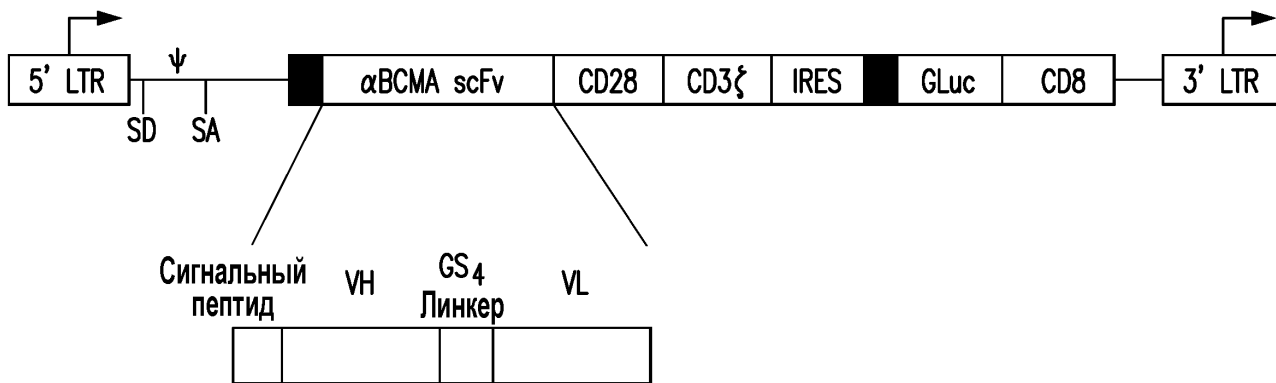 ψ
5' LTR αBCMA scFv CD28 CD3ζ IRES GLuc CD8 3' LTR
SD SA
Сигнальный пептид VH GS4 Линкер VL